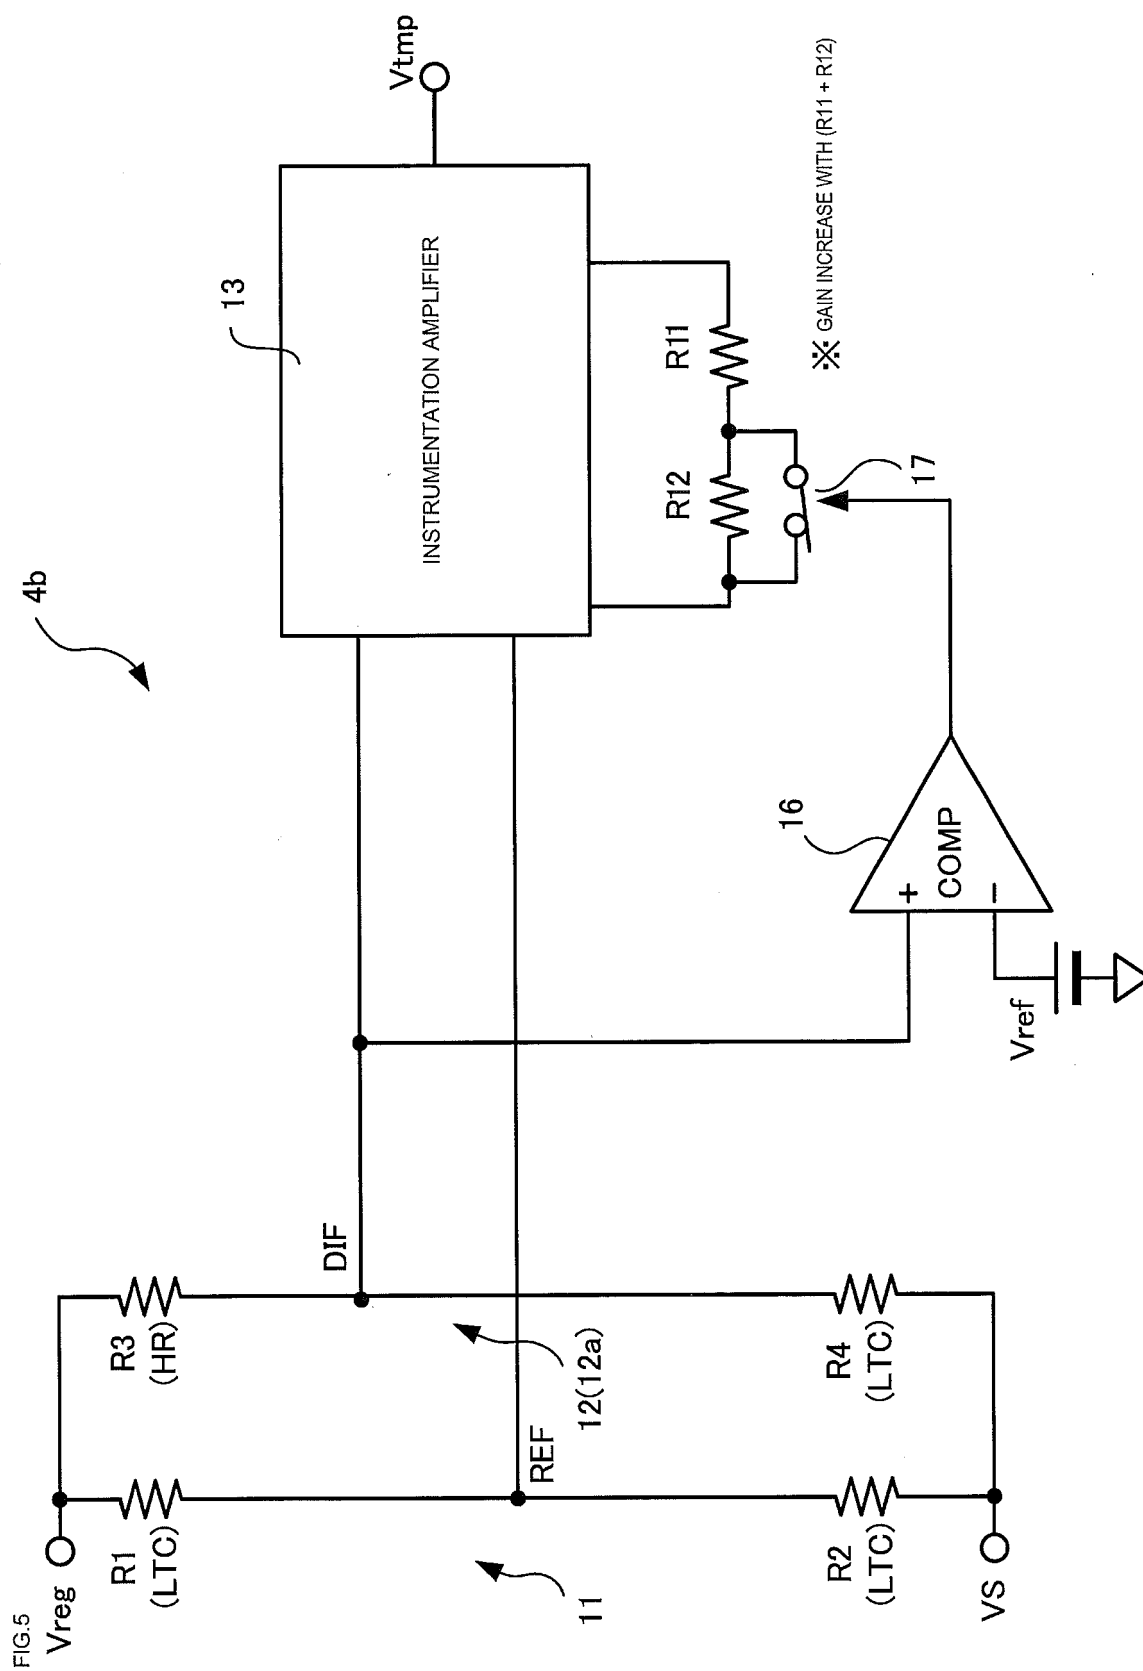 FIG.5
4b
Vreg
R1
(LTC)
R3
(HR)
11
REF
12(12a)
DIF
R2
(LTC)
R4
(LTC)
VS
13
INSTRUMENTATION AMPLIFIER
Vtmp
R12
R11
17
※ GAIN INCREASE WITH (R11 + R12)
16
COMP
+
−
Vref